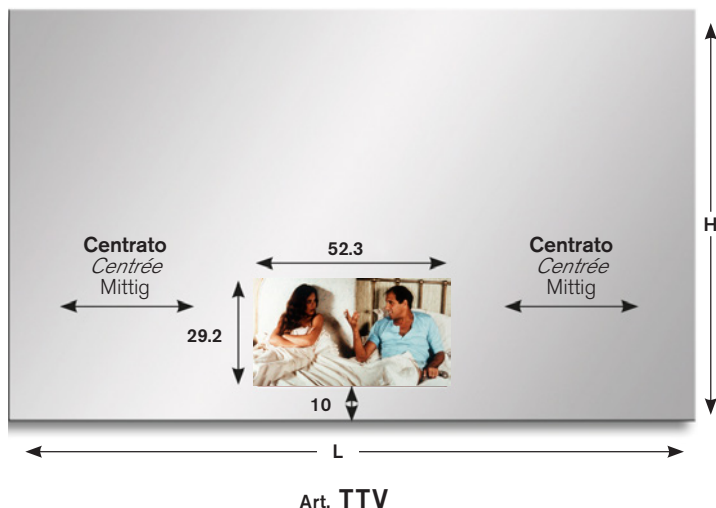 Centrato
Centrée
Mittig
52.3
Centrato
Centrée
Mittig
H
29.2
10
L
Art. TTV